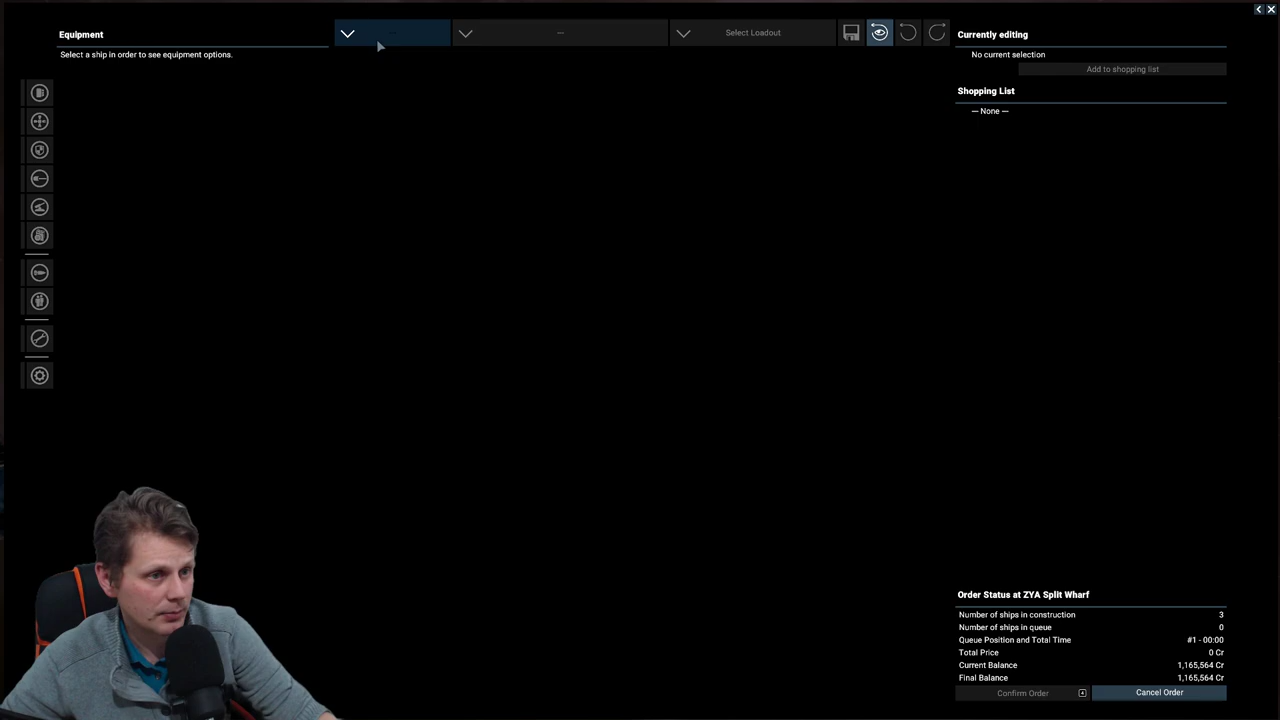 Equipment
Select a ship in order to see equipment options.
---
---
Select Loadout
Currently editing
No current selection
Add to shopping list
Shopping List
— None —
Order Status at ZYA Split Wharf
Number of ships in construction 3
Number of ships in queue 0
Queue Position and Total Time #1 - 00:00
Total Price 0 Cr
Current Balance 1,165,564 Cr
Final Balance 1,165,564 Cr
Confirm Order
Cancel Order